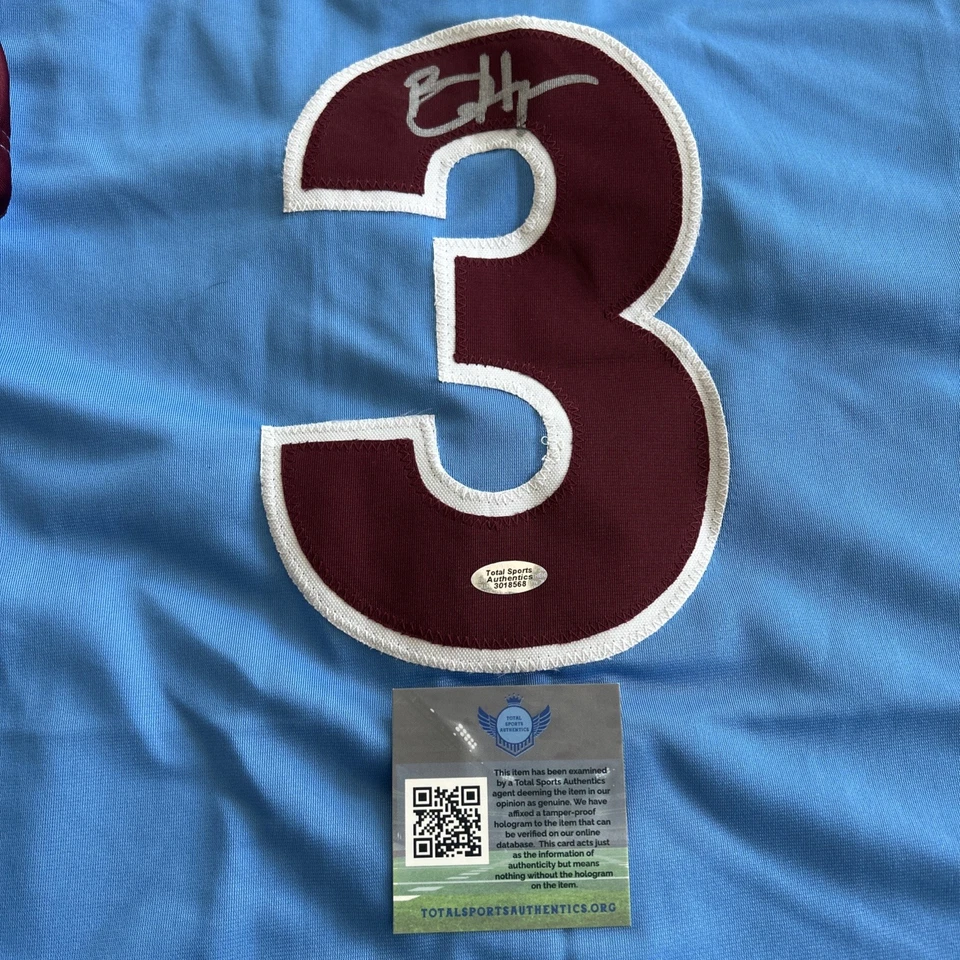 3
Total Sports
Authentics
3018568
TOTAL
SPORTS
AUTHENTICS
This item has been examined
by a Total Sports Authentics
agent deeming the item in our
opinion as genuine. We have
affixed a tamper-proof
hologram to the item that can
be verified on our online
database. This card acts just
as the information of
authenticity but means
nothing without the hologram
on the item.
TOTALSPORTSAUTHENTICS.ORG